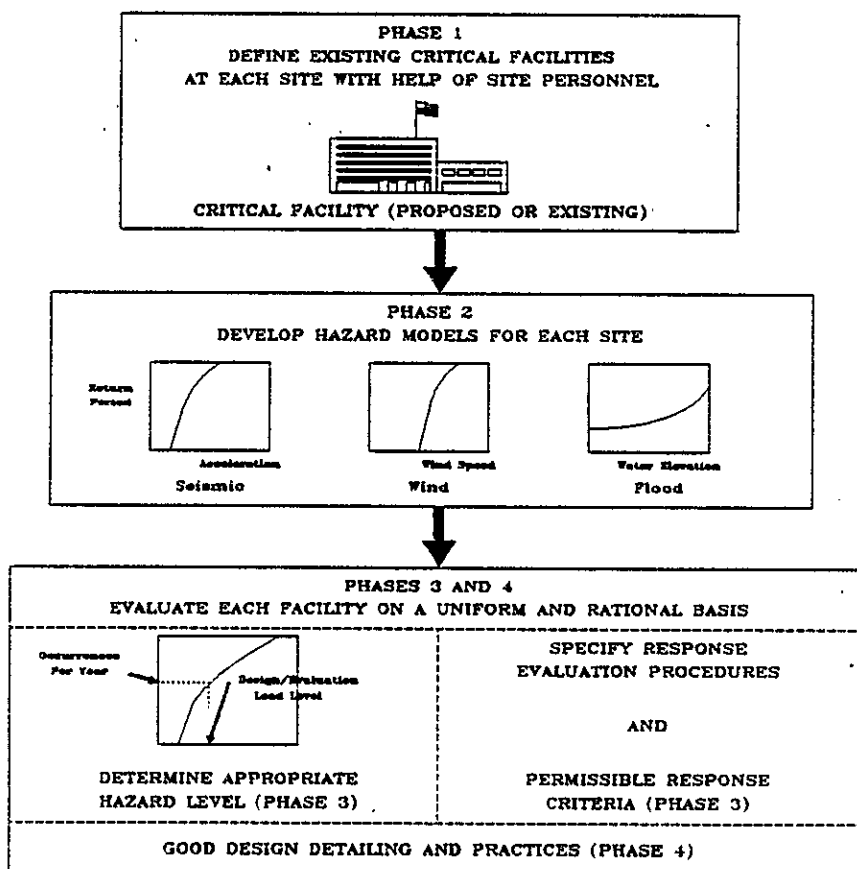 PHASE 1
DEFINE EXISTING CRITICAL FACILITIES
AT EACH SITE WITH HELP OF SITE PERSONNEL
CRITICAL FACILITY (PROPOSED OR EXISTING)
PHASE 2
DEVELOP HAZARD MODELS FOR EACH SITE
Return
Period
Acceleration
Wind Speed
Water Elevation
Seismic
Wind
Flood
PHASES 3 AND 4
EVALUATE EACH FACILITY ON A UNIFORM AND RATIONAL BASIS
Occurrences
Per Year
Design/Evaluation
Load Level
DETERMINE APPROPRIATE
HAZARD LEVEL (PHASE 3)
SPECIFY RESPONSE
EVALUATION PROCEDURES
AND
PERMISSIBLE RESPONSE
CRITERIA (PHASE 3)
GOOD DESIGN DETAILING AND PRACTICES (PHASE 4)